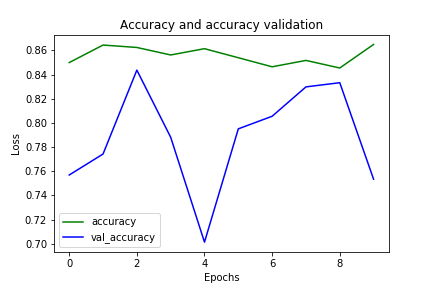 Accuracy and accuracy validation
0.86
0.84
0.82
0.80
0.78
0.76
0.74
0.72
0.70
Loss
accuracy
val_accuracy
0 2 4 6 8
Epochs